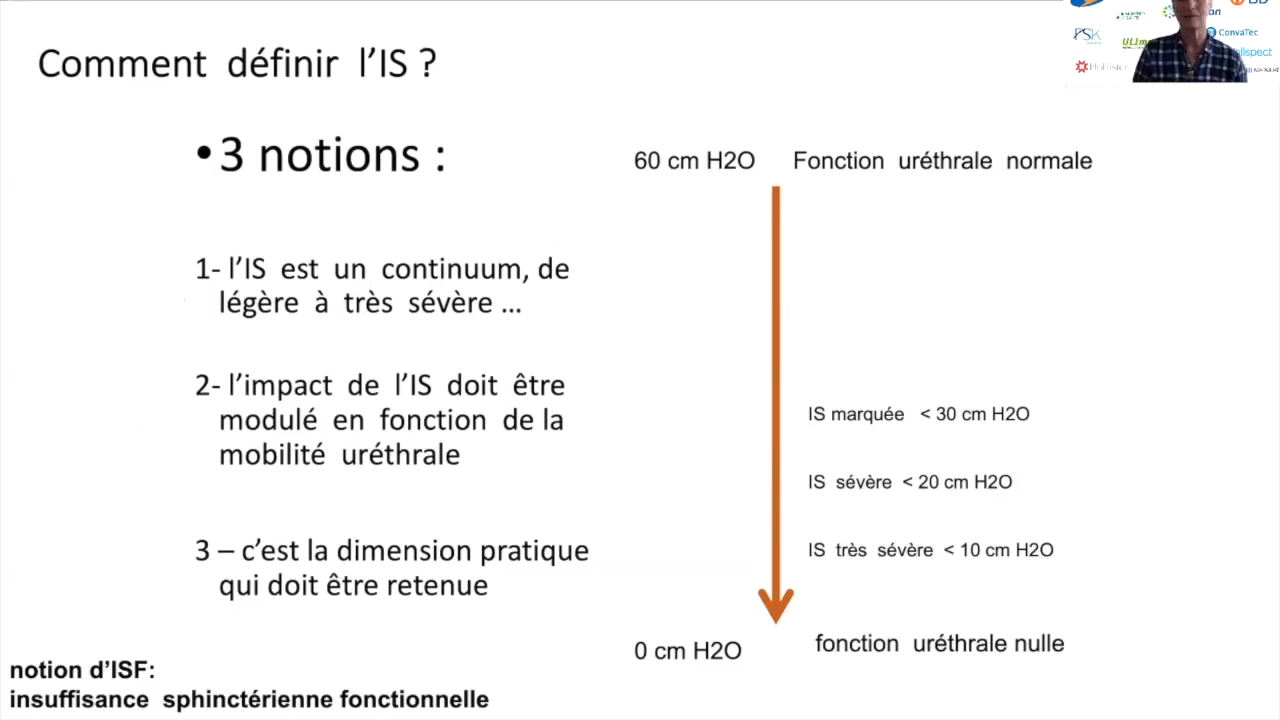 Comment définir l’IS ?
•3 notions :
1- l’IS est un continuum, de
légère à très sévère ...
2- l’impact de l’IS doit être
modulé en fonction de la
mobilité uréthrale
3 – c’est la dimension pratique
qui doit être retenue
notion d’ISF:
insuffisance sphinctérienne fonctionnelle
60 cm H2O Fonction uréthrale normale
IS marquée < 30 cm H2O
IS sévère < 20 cm H2O
IS très sévère < 10 cm H2O
0 cm H2O fonction uréthrale nulle
ConvaTec
Hollister